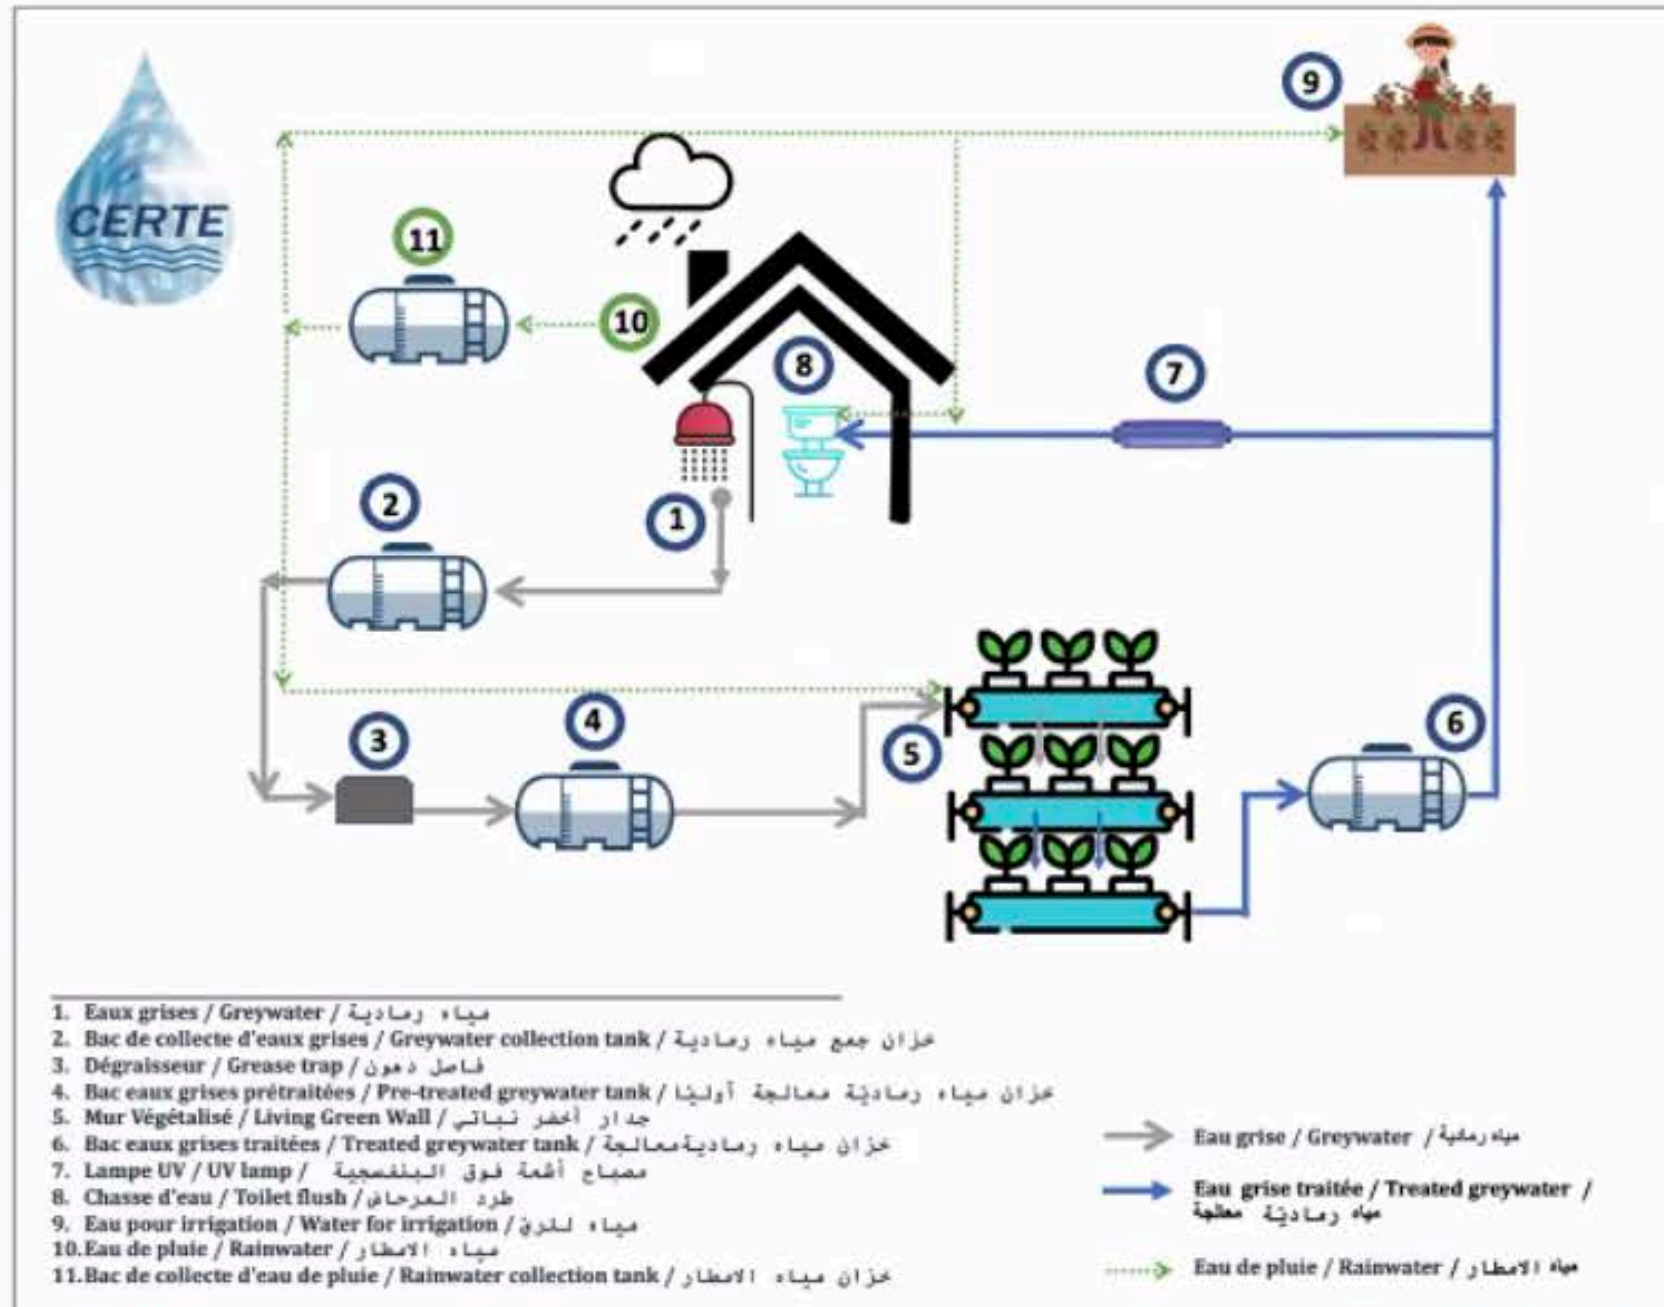 CERTE
9
11
10
8
7
2
1
4
3
5
6
1. Eaux grises / Greywater / مياه رمادية
2. Bac de collecte d'eaux grises / Greywater collection tank / خزان جمع مياه رمادية
3. Dégraisseur / Grease trap / فاصل دهون
4. Bac eaux grises prétraitées / Pre-treated greywater tank / خزان مياه رماديّة معالجة أوليّا
5. Mur Végétalisé / Living Green Wall / جدار أخضر نباتي
6. Bac eaux grises traitées / Treated greywater tank / خزان مياه رمادية معالجة
7. Lampe UV / UV lamp / مصباح أشعة فوق البنفسجية
8. Chasse d'eau / Toilet flush / طرد المرحاض
9. Eau pour irrigation / Water for irrigation / مياه للري
10. Eau de pluie / Rainwater / مياه الامطار
11. Bac de collecte d'eau de pluie / Rainwater collection tank / خزان مياه الامطار
Eau grise / Greywater / مياه رمادية
Eau grise traitée / Treated greywater /
مياه رماديّة معالجة
Eau de pluie / Rainwater / مياه الامطار